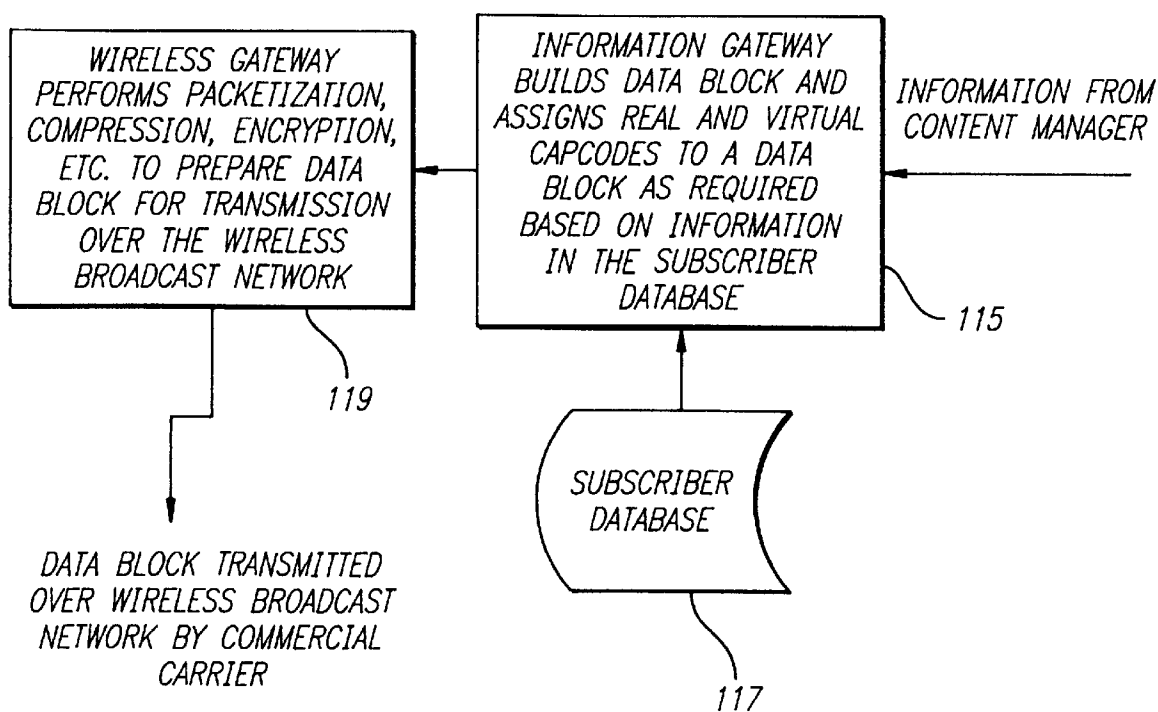 WIRELESS GATEWAY
PERFORMS PACKETIZATION,
COMPRESSION, ENCRYPTION,
ETC. TO PREPARE DATA
BLOCK FOR TRANSMISSION
OVER THE WIRELESS
BROADCAST NETWORK
119
INFORMATION GATEWAY
BUILDS DATA BLOCK AND
ASSIGNS REAL AND VIRTUAL
CAPCODES TO A DATA
BLOCK AS REQUIRED
BASED ON INFORMATION
IN THE SUBSCRIBER
DATABASE
115
INFORMATION FROM
CONTENT MANAGER
SUBSCRIBER
DATABASE
117
DATA BLOCK TRANSMITTED
OVER WIRELESS BROADCAST
NETWORK BY COMMERCIAL
CARRIER